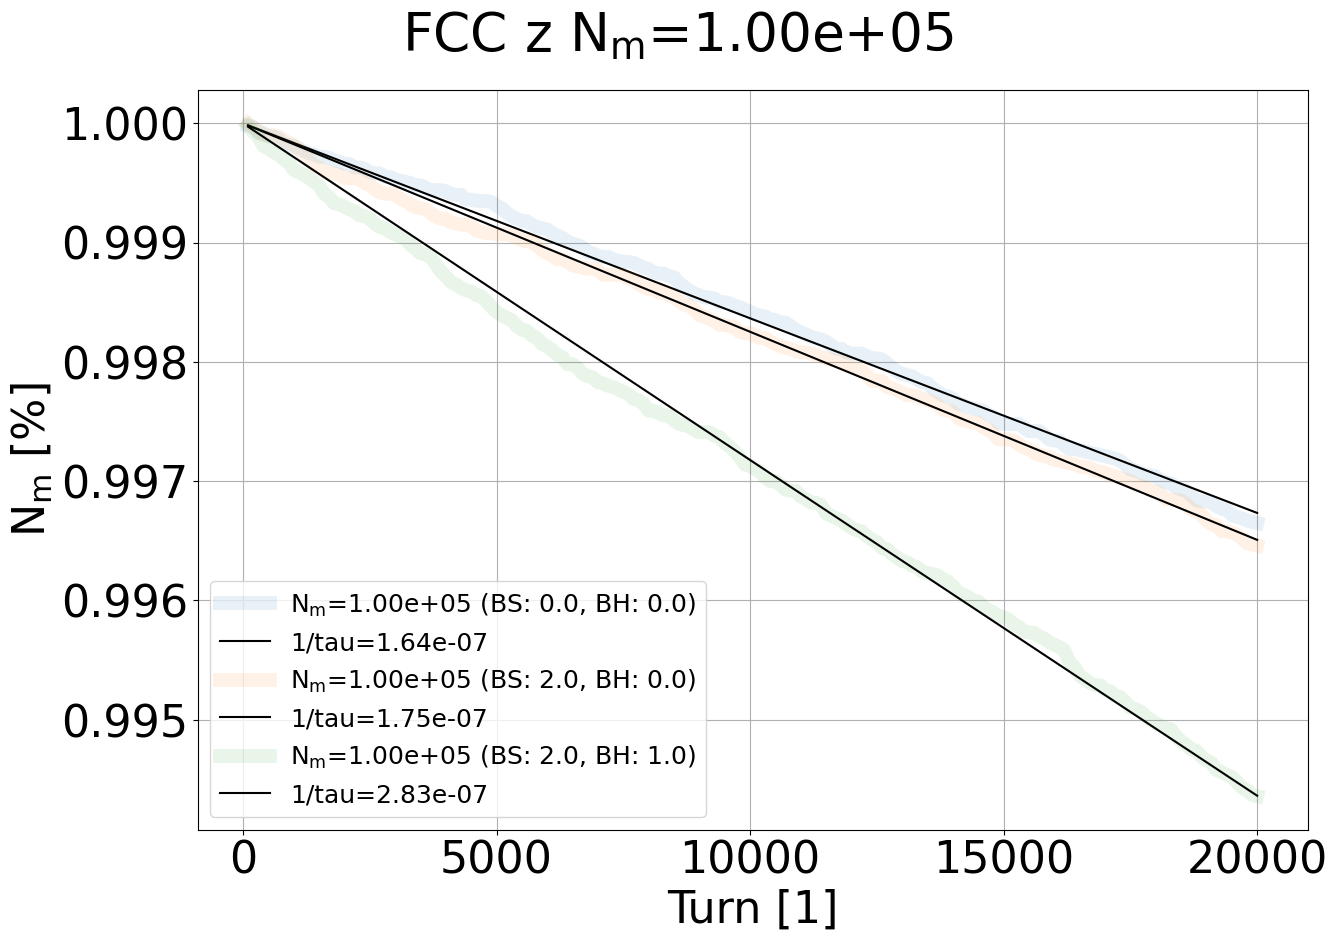 FCC z Nm=1.00e+05
1.000
0.999
0.998
0.997
0.996
0.995
Nm [%]
Nm=1.00e+05 (BS: 0.0, BH: 0.0)
1/tau=1.64e-07
Nm=1.00e+05 (BS: 2.0, BH: 0.0)
1/tau=1.75e-07
Nm=1.00e+05 (BS: 2.0, BH: 1.0)
1/tau=2.83e-07
0 5000 10000 15000 20000
Turn [1]